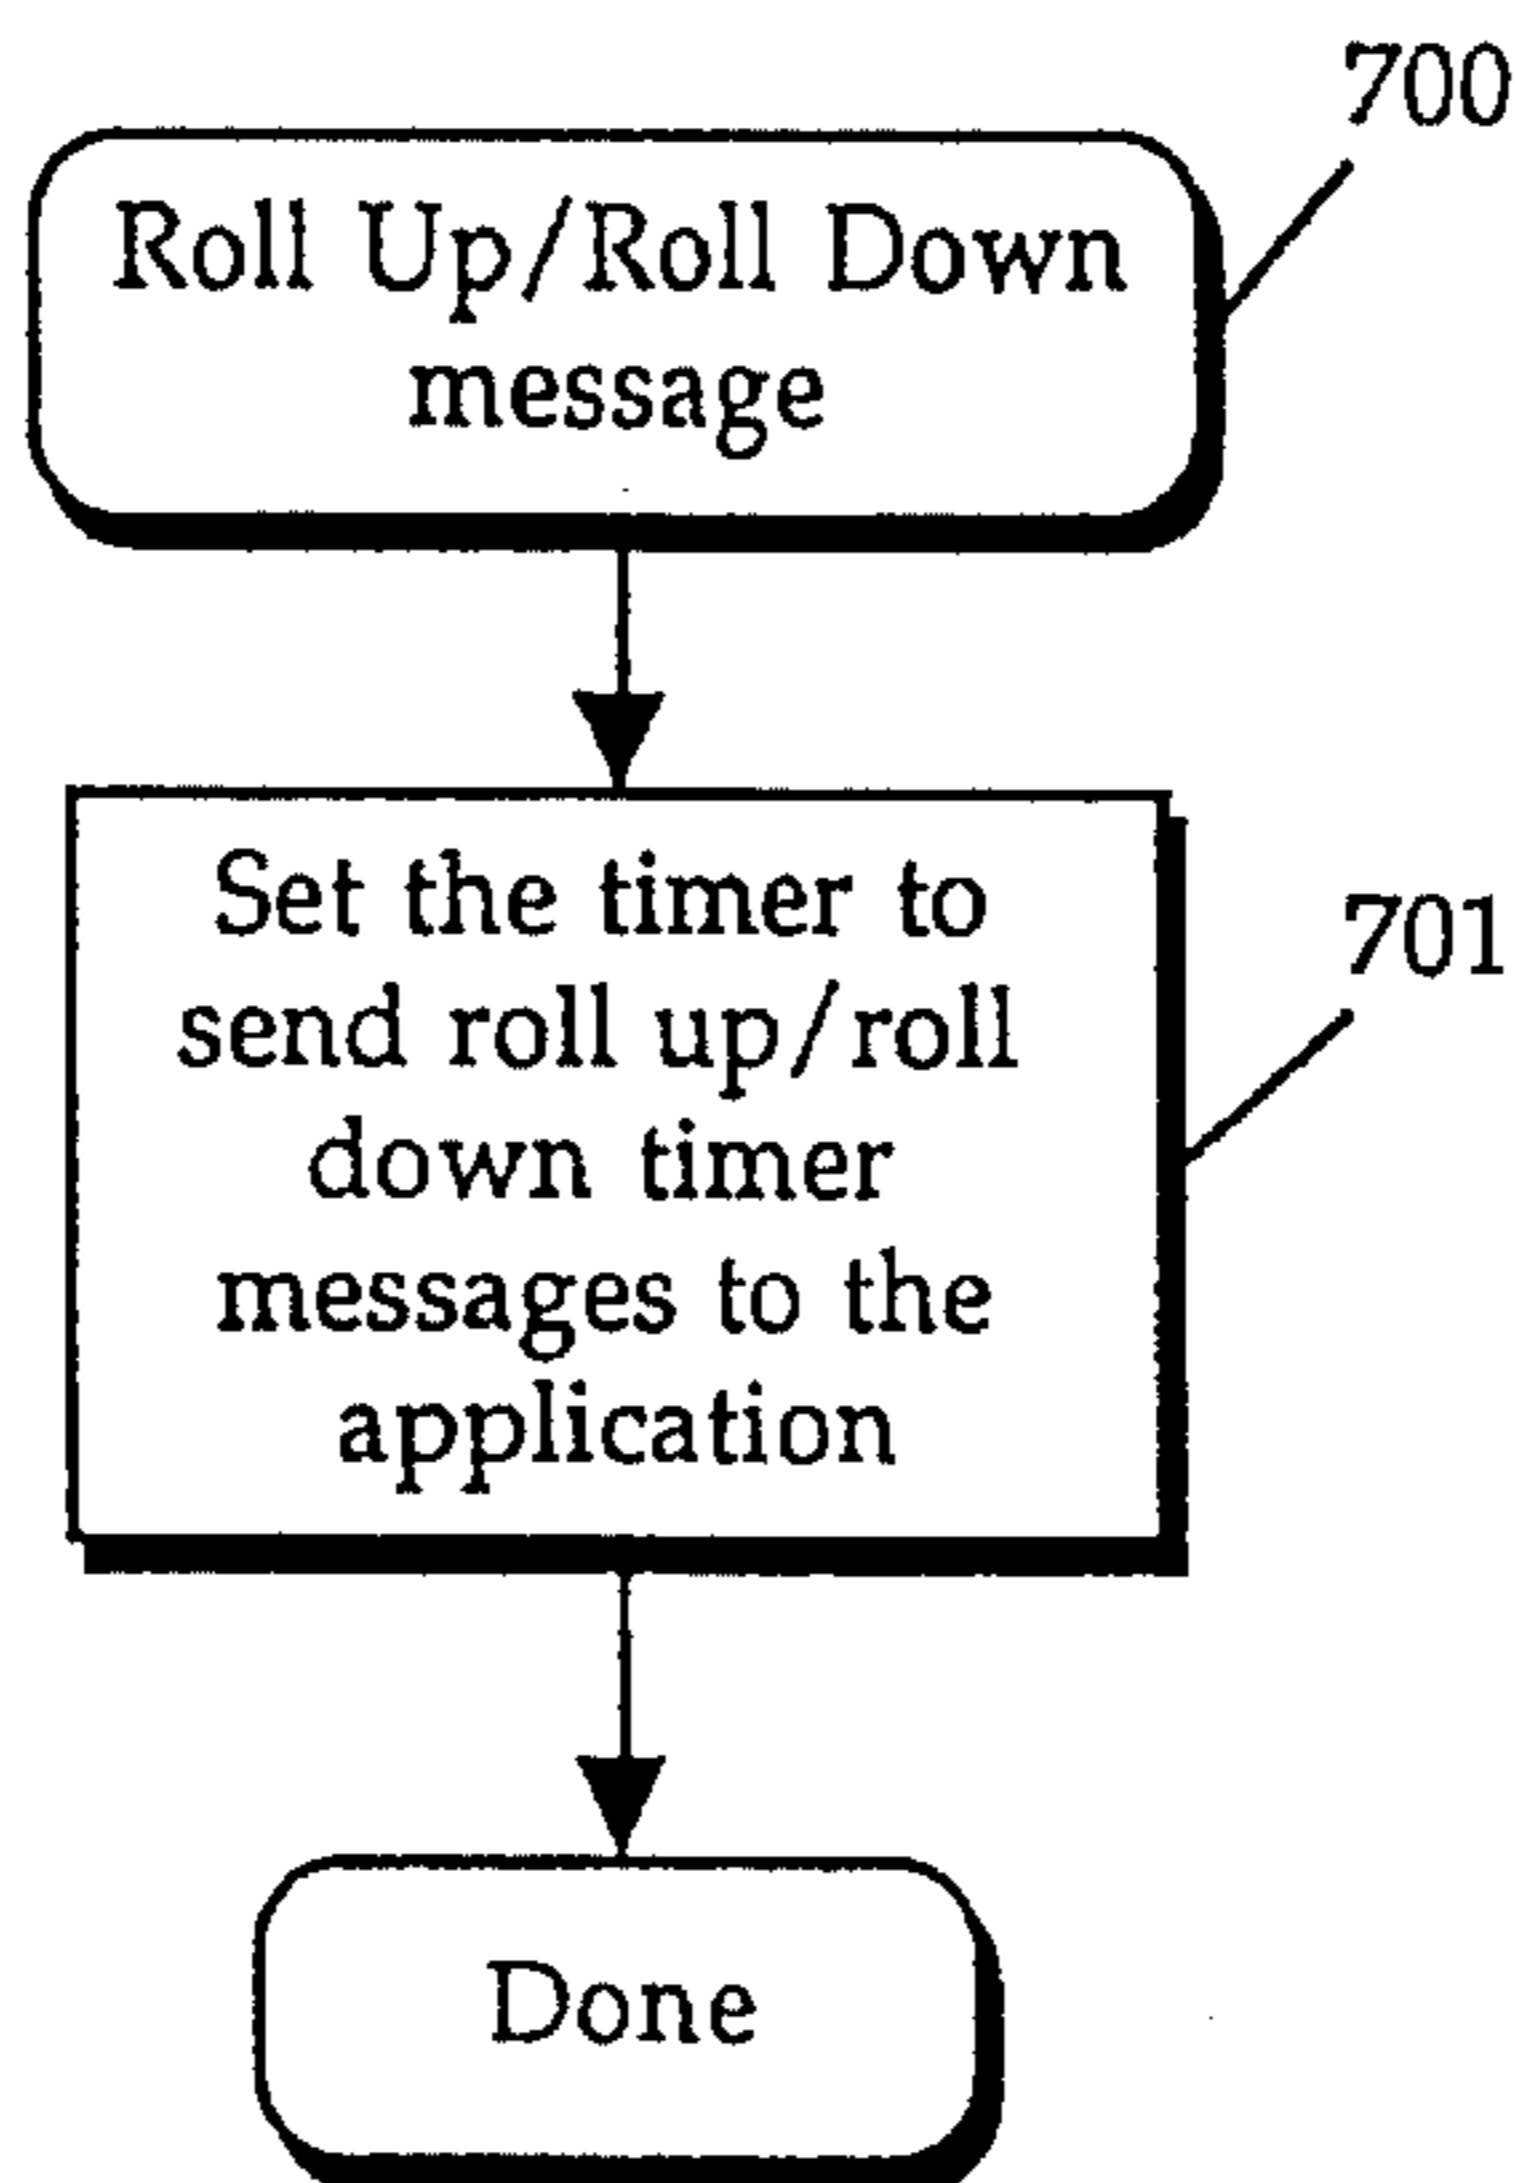 700
Roll Up/Roll Down
message
Set the timer to
send roll up/roll
down timer
messages to the
application
701
Done